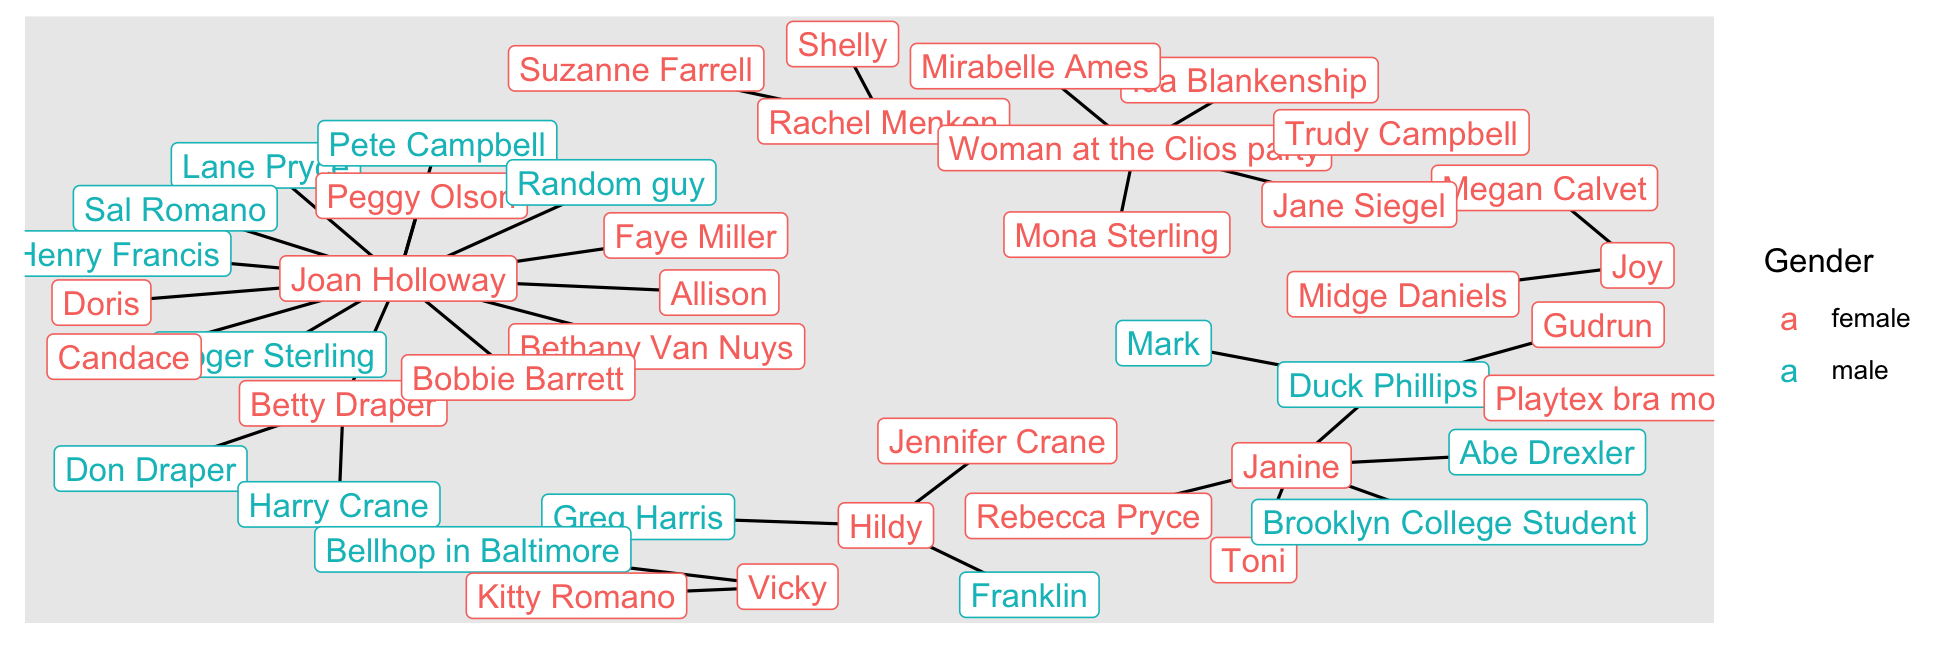 Shelly
Suzanne Farrell
Mirabelle Ames
Blankenship
Rachel Menken
Trudy Campbell
Pete Campbell
Woman at the Clios party
Lane Pryce
Random guy
Megan Calvet
Peggy Olson
Jane Siegel
Sal Romano
Faye Miller
Mona Sterling
Henry Francis
Joy
Joan Holloway
Allison
Midge Daniels
Doris
Gudrun
Mark
Bethany Van Nuys
Candace
Sterling
Bobbie Barrett
Duck Phillips
Playtex bra mo
Betty Draper
Jennifer Crane
Abe Drexler
Janine
Don Draper
Harry Crane
Greg Harris
Hildy
Rebecca Pryce
Brooklyn College Student
Bellhop in Baltimore
Toni
Vicky
Kitty Romano
Franklin
Gender
a female
a male